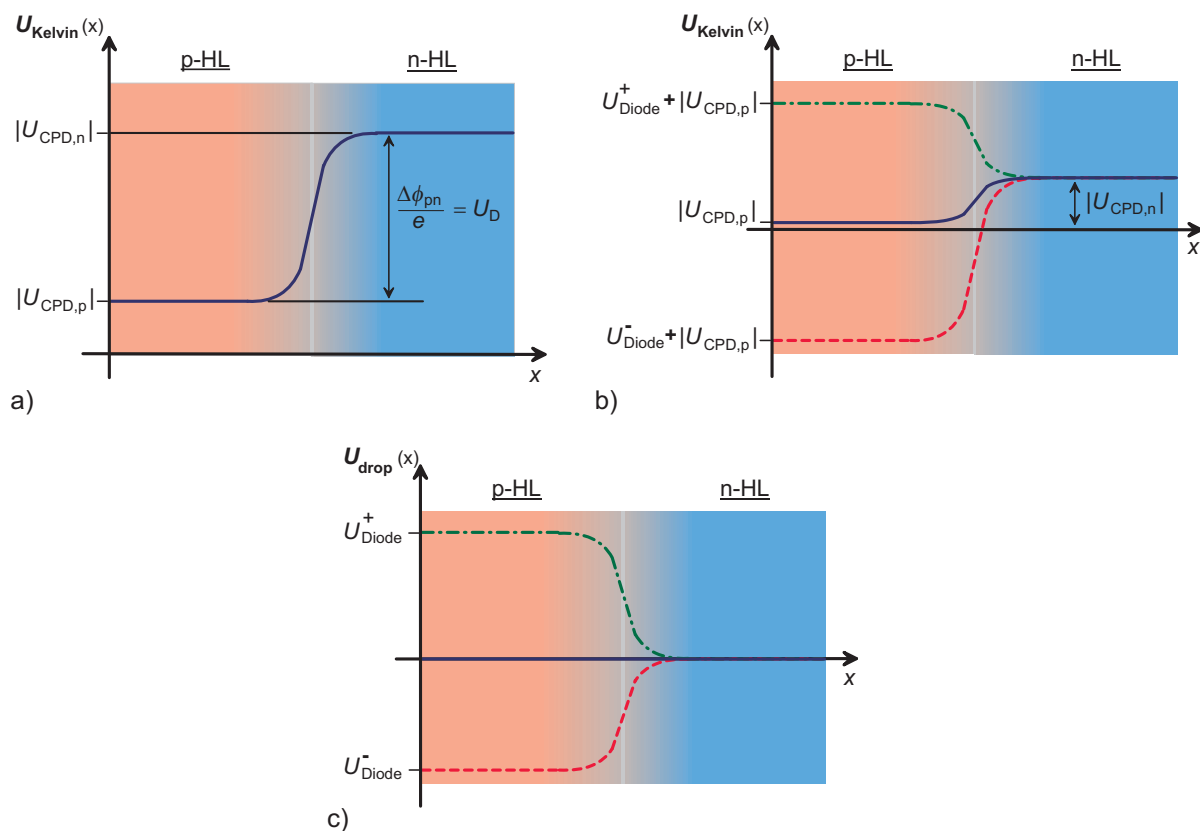 U_Kelvin (x)
p-HL n-HL
|U_CPD,n|
Δϕ_pn / e = U_D
|U_CPD,p|
x
a)
U_Kelvin (x)
p-HL n-HL
U^+_Diode + |U_CPD,p|
|U_CPD,p|
|U_CPD,n|
x
U^-_Diode + |U_CPD,p|
b)
U_drop (x)
p-HL n-HL
U^+_Diode
x
U^-_Diode
c)